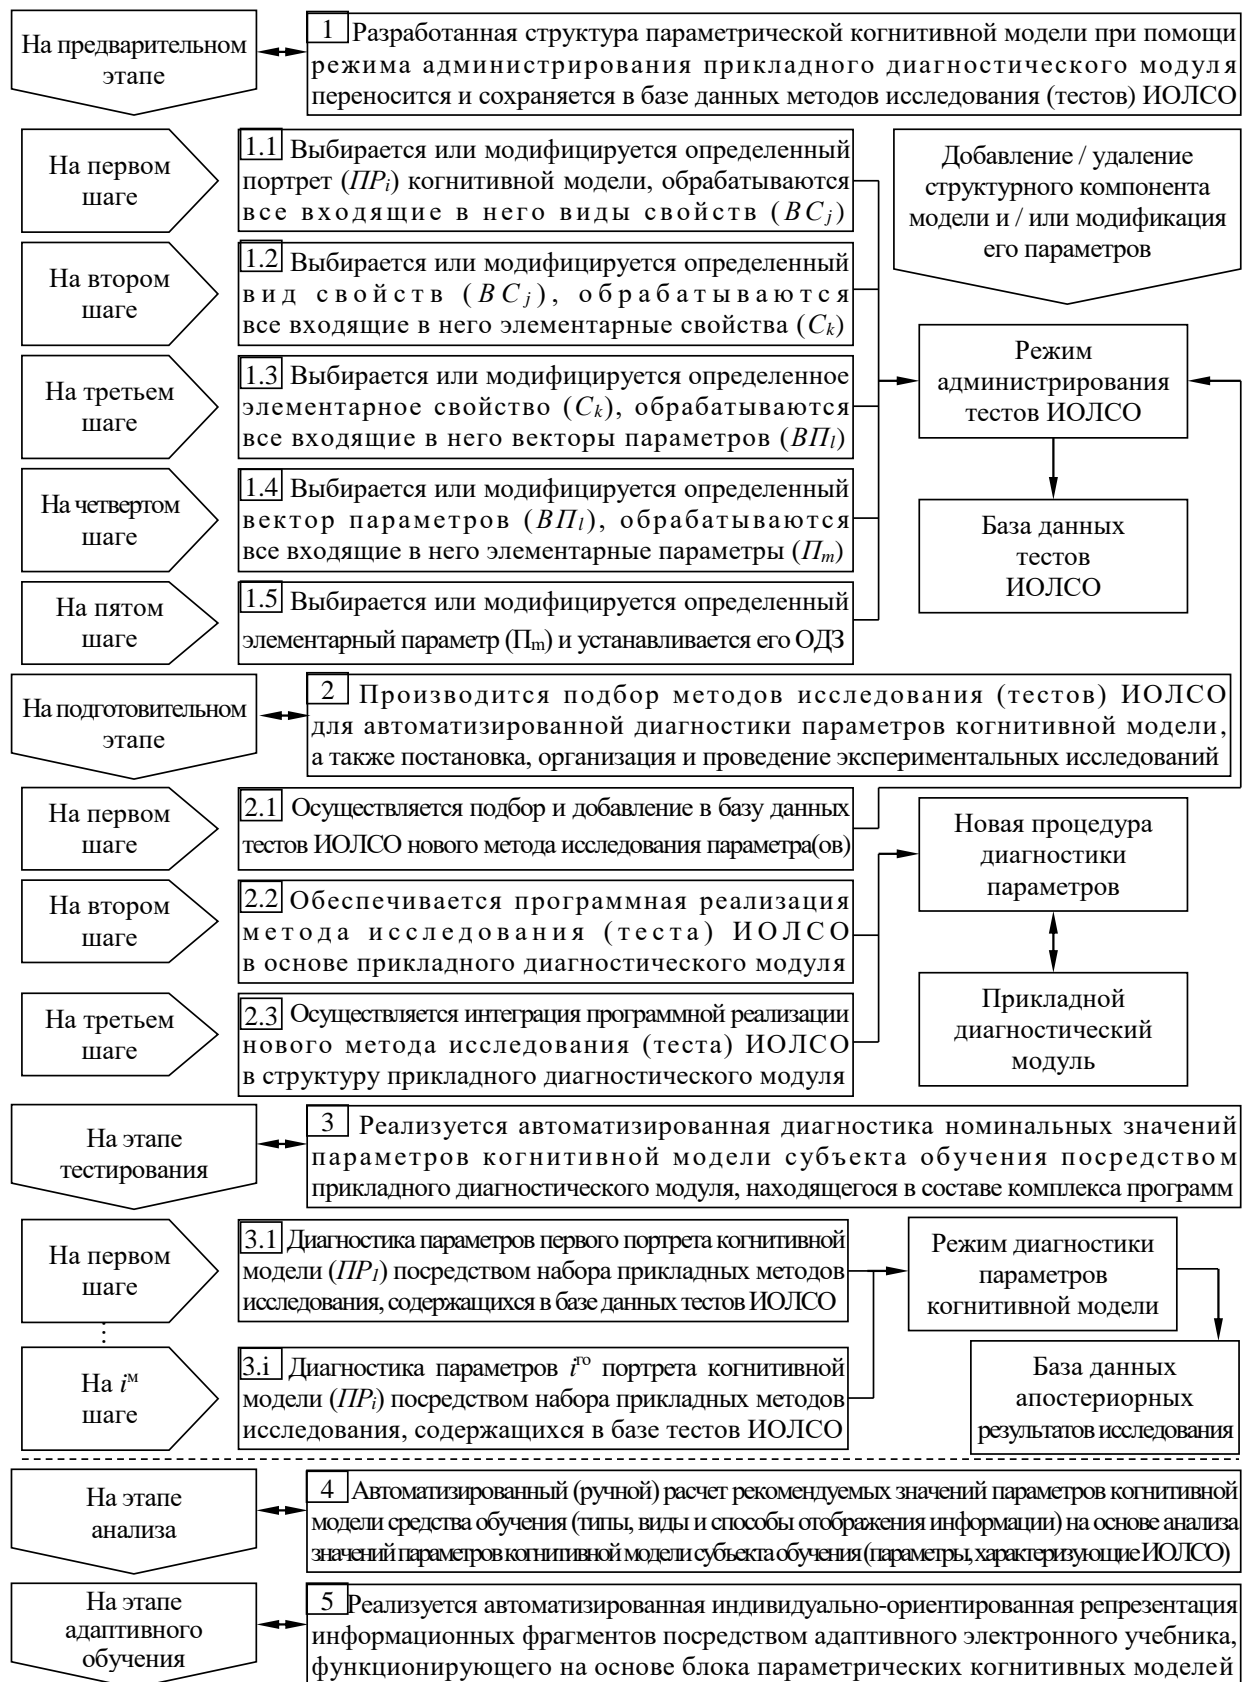 На предварительном
этапе
1 Разработанная структура параметрической когнитивной модели при помощи
режима администрирования прикладного диагностического модуля
переносится и сохраняется в базе данных методов исследования (тестов) ИОЛСО
На первом
шаге
1.1 Выбирается или модифицируется определенный
портрет (ПРi) когнитивной модели, обрабатываются
все входящие в него виды свойств (ВСj)
Добавление / удаление
структурного компонента
модели и / или модификация
его параметров
На втором
шаге
1.2 Выбирается или модифицируется определенный
вид свойств (ВСj), обрабатываются
все входящие в него элементарные свойства (Сk)
На третьем
шаге
1.3 Выбирается или модифицируется определенное
элементарное свойство (Сk), обрабатываются
все входящие в него векторы параметров (ВПl)
Режим
администрирования
тестов ИОЛСО
На четвертом
шаге
1.4 Выбирается или модифицируется определенный
вектор параметров (ВПl), обрабатываются
все входящие в него элементарные параметры (Пm)
База данных
тестов
ИОЛСО
На пятом
шаге
1.5 Выбирается или модифицируется определенный
элементарный параметр (Пm) и устанавливается его ОДЗ
На подготовительном
этапе
2 Производится подбор методов исследования (тестов) ИОЛСО
для автоматизированной диагностики параметров когнитивной модели,
а также постановка, организация и проведение экспериментальных исследований
На первом
шаге
2.1 Осуществляется подбор и добавление в базу данных
тестов ИОЛСО нового метода исследования параметра(ов)
Новая процедура
диагностики
параметров
На втором
шаге
2.2 Обеспечивается программная реализация
метода исследования (теста) ИОЛСО
в основе прикладного диагностического модуля
На третьем
шаге
2.3 Осуществляется интеграция программной реализации
нового метода исследования (теста) ИОЛСО
в структуру прикладного диагностического модуля
Прикладной
диагностический
модуль
На этапе
тестирования
3 Реализуется автоматизированная диагностика номинальных значений
параметров когнитивной модели субъекта обучения посредством
прикладного диагностического модуля, находящегося в составе комплекса программ
На первом
шаге
3.1 Диагностика параметров первого портрета когнитивной
модели (ПР1) посредством набора прикладных методов
исследования, содержащихся в базе данных тестов ИОЛСО
Режим диагностики
параметров
когнитивной модели
⋮
На iм
шаге
3.i Диагностика параметров iго портрета когнитивной
модели (ПРi) посредством набора прикладных методов
исследования, содержащихся в базе тестов ИОЛСО
База данных
апостериорных
результатов исследования
На этапе
анализа
4 Автоматизированный (ручной) расчет рекомендуемых значений параметров когнитивной
модели средства обучения (типы, виды и способы отображения информации) на основе анализа
значений параметров когнитивной модели субъекта обучения (параметры, характеризующие ИОЛСО)
На этапе
адаптивного
обучения
5 Реализуется автоматизированная индивидуально-ориентированная репрезентация
информационных фрагментов посредством адаптивного электронного учебника,
функционирующего на основе блока параметрических когнитивных моделей